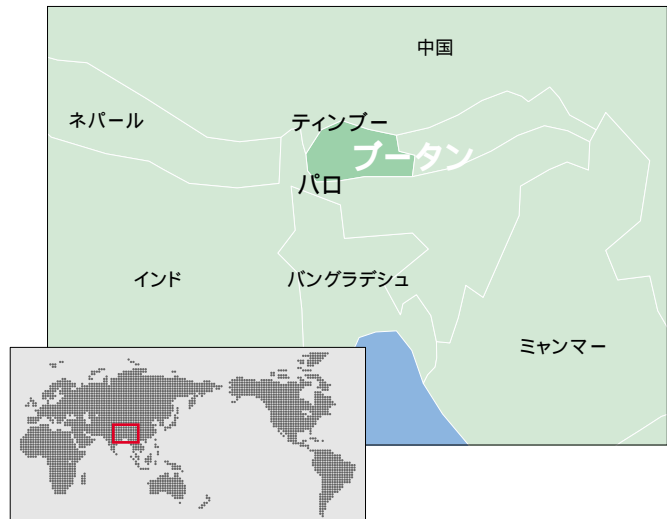 中国
ネパール
ティンプー
ブータン
パロ
インド
バングラデシュ
ミャンマー